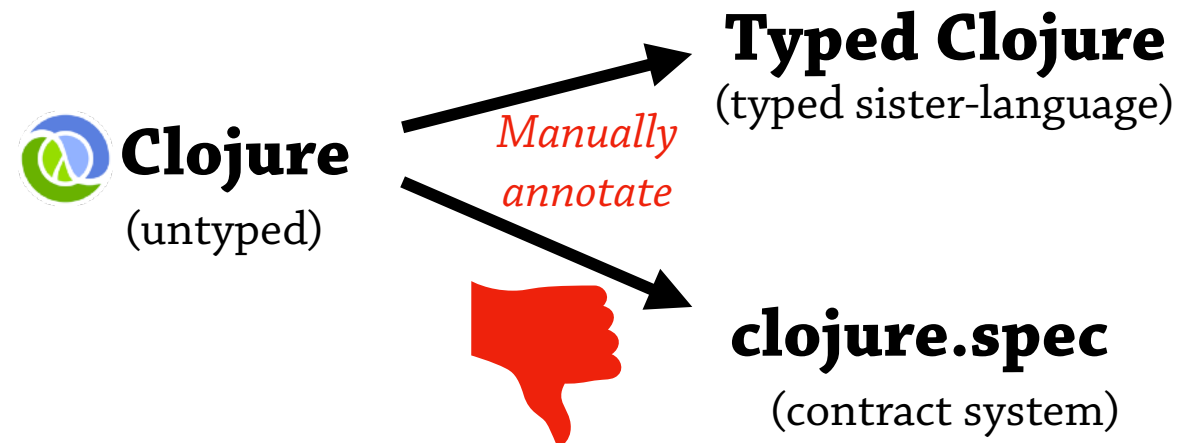 Clojure
(untyped)
Manually
annotate
Typed Clojure
(typed sister-language)
clojure.spec
(contract system)